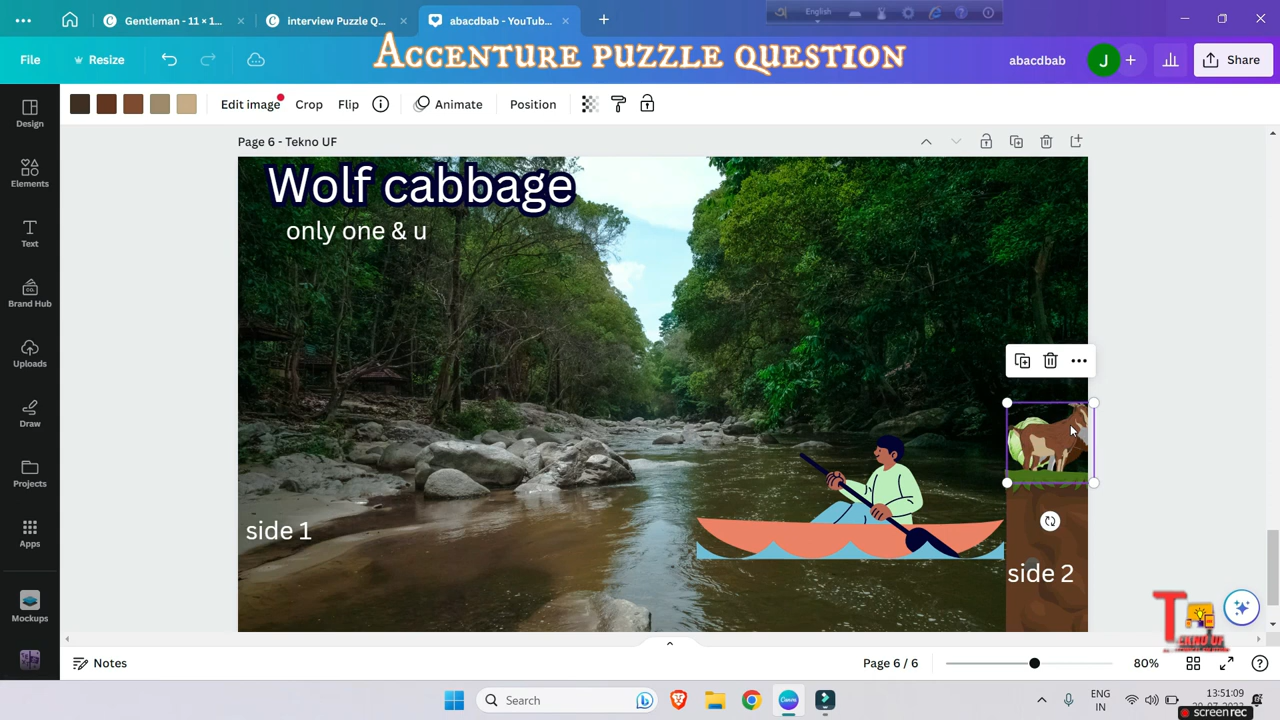 Gentleman - 11 × 1...
interview Puzzle Q...
abacdbab - YouTub...
English
File
Resize
Accenture puzzle question
abacdbab
J
Share
Edit image
Crop
Flip
Animate
Position
Design
Elements
Text
Brand Hub
Uploads
Draw
Projects
Apps
Mockups
Page 6 - Tekno UF
Wolf cabbage
only one & u
side 1
side 2
Notes
Page 6 / 6
80%
Search
ENG
IN
13:51:09
screenrec